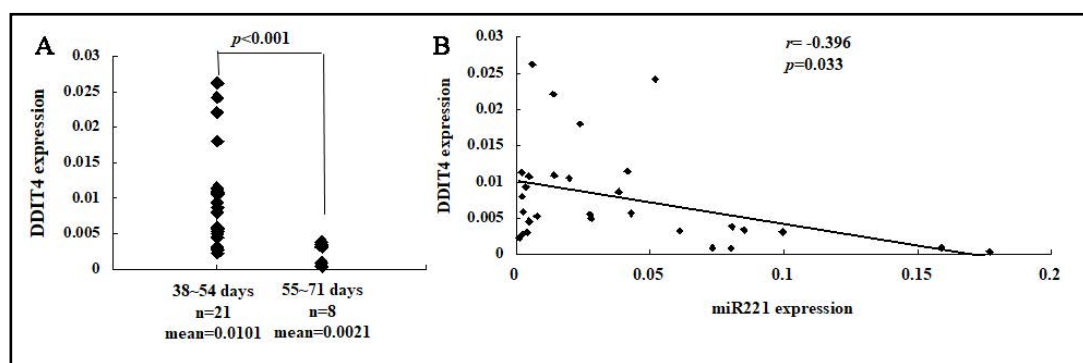 A
p<0.001
0.03
0.025
0.02
0.015
0.01
0.005
0
DDIT4 expression
38~54 days
n=21
mean=0.0101
55~71 days
n=8
mean=0.0021
B
r= -0.396
p=0.033
0.03
0.025
0.02
0.015
0.01
0.005
0
DDIT4 expression
0 0.05 0.1 0.15 0.2
miR221 expression